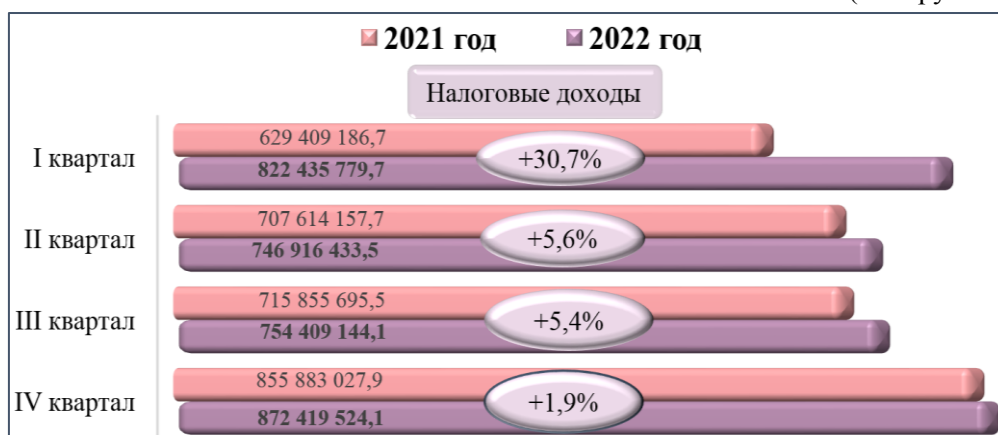 2021 год 2022 год
Налоговые доходы
I квартал
629 409 186,7
822 435 779,7
+30,7%
II квартал
707 614 157,7
746 916 433,5
+5,6%
III квартал
715 855 695,5
754 409 144,1
+5,4%
IV квартал
855 883 027,9
872 419 524,1
+1,9%